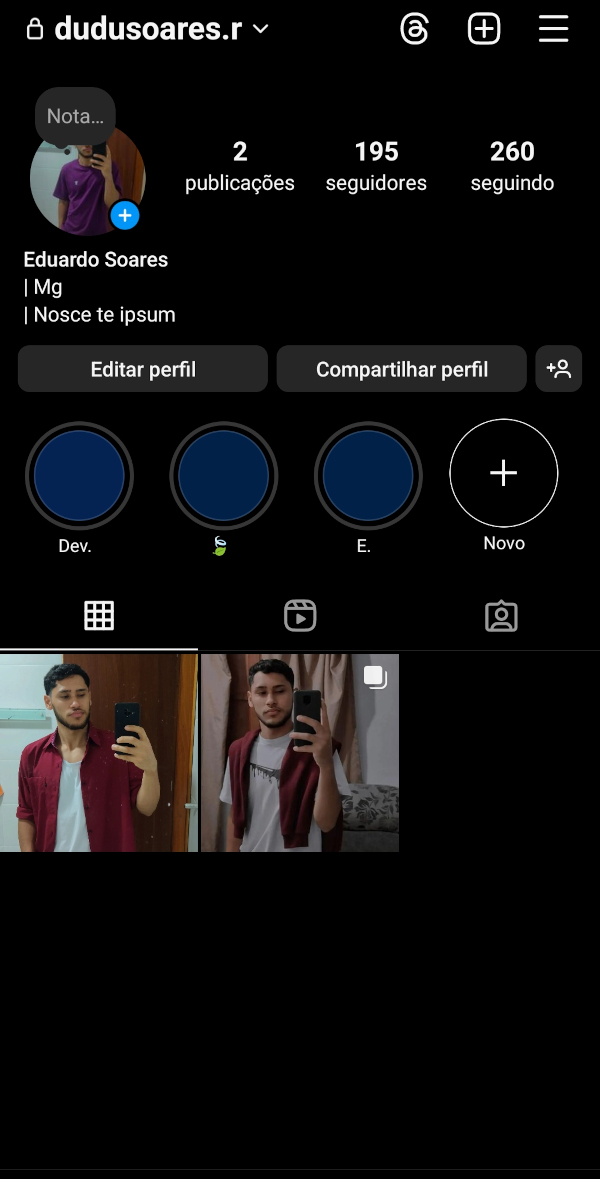 dudusoares.r
Nota...
2
publicações
195
seguidores
260
seguindo
Eduardo Soares
| Mg
| Nosce te ipsum
Editar perfil
Compartilhar perfil
Dev.
E.
Novo